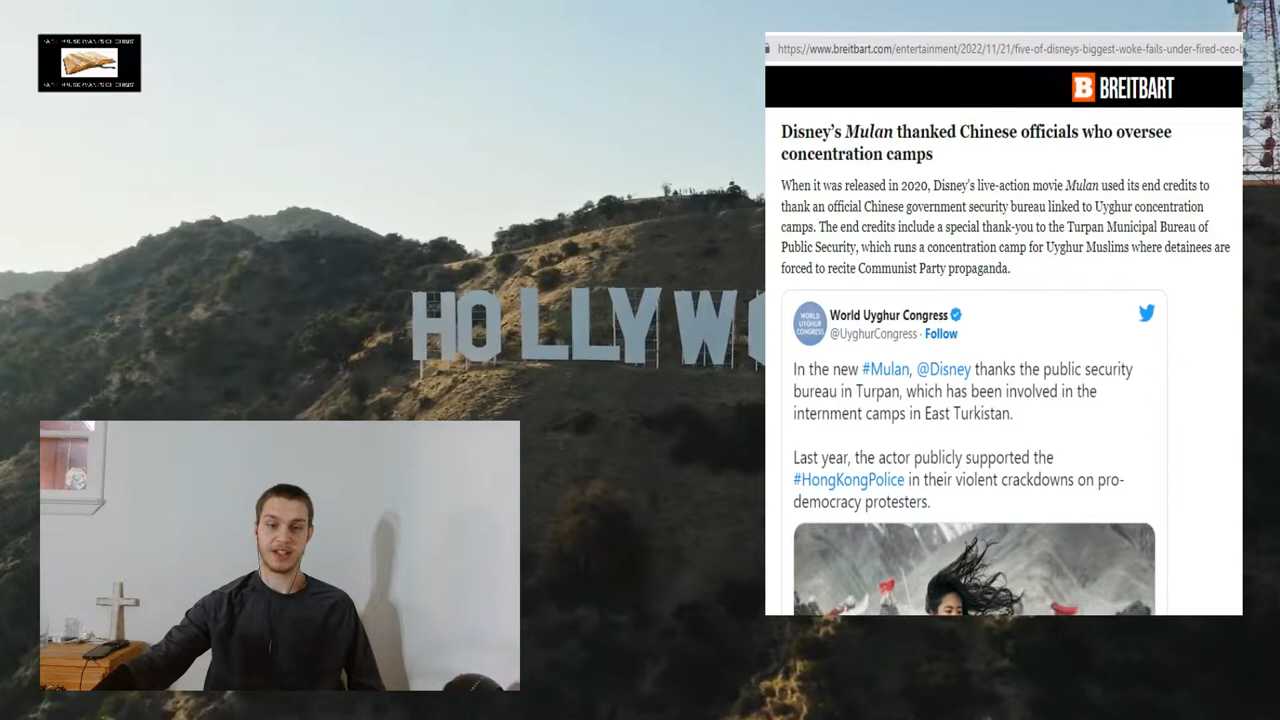 https://www.breitbart.com/entertainment/2022/11/21/five-of-disneys-biggest-woke-fails-under-fired-ceo-b
B BREITBART
Disney's Mulan thanked Chinese officials who oversee
concentration camps
When it was released in 2020, Disney's live-action movie Mulan used its end credits to
thank an official Chinese government security bureau linked to Uyghur concentration
camps. The end credits include a special thank-you to the Turpan Municipal Bureau of
Public Security, which runs a concentration camp for Uyghur Muslims where detainees are
forced to recite Communist Party propaganda.
WORLD
UYGHUR
CONGRESS
World Uyghur Congress
@UyghurCongress · Follow
In the new #Mulan, @Disney thanks the public security
bureau in Turpan, which has been involved in the
internment camps in East Turkistan.
Last year, the actor publicly supported the
#HongKongPolice in their violent crackdowns on pro-
democracy protesters.
HOLLYW